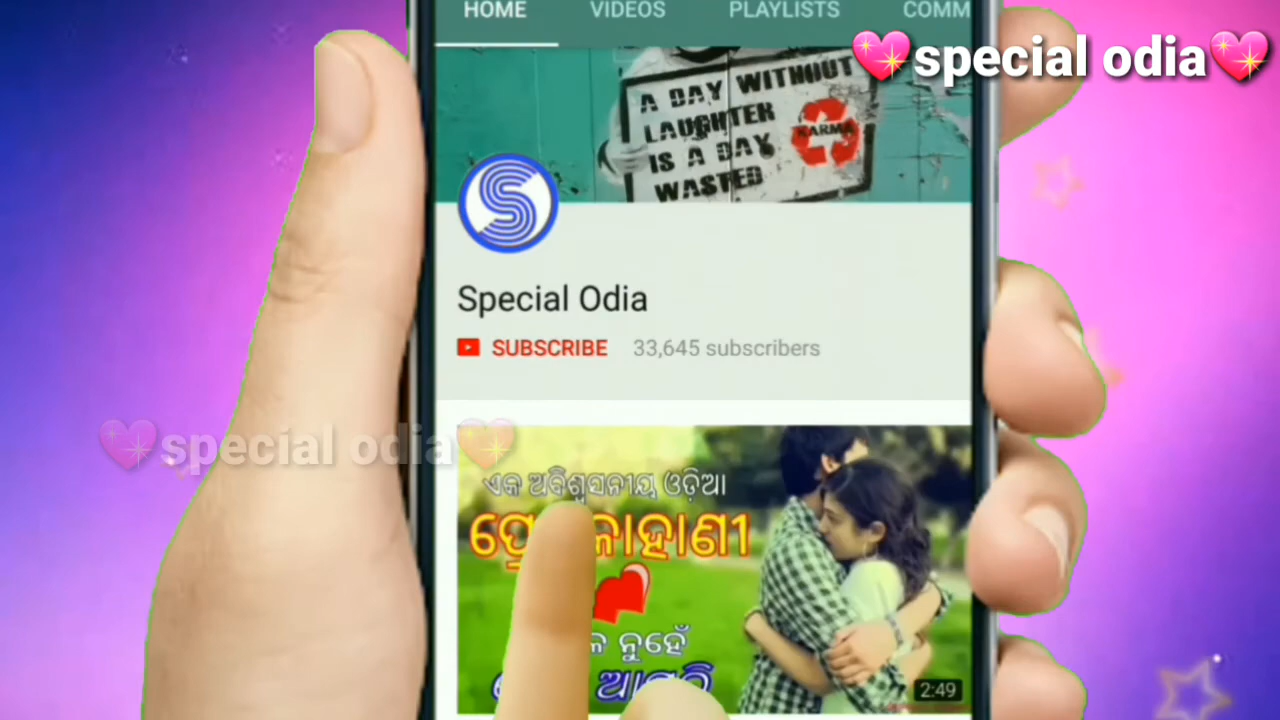 HOME VIDEOS PLAYLISTS COMM
💖special odia💖
A DAY WITHOUT
LAUGHTER
IS A DAY
WASTED
KARMA
Special Odia
SUBSCRIBE 33,645 subscribers
💖special odia💖
ଏକ ଅବିଶ୍ୱସନୀୟ ଓଡ଼ିଆ
କାହାଣୀ
ନୁହେଁ
2:49